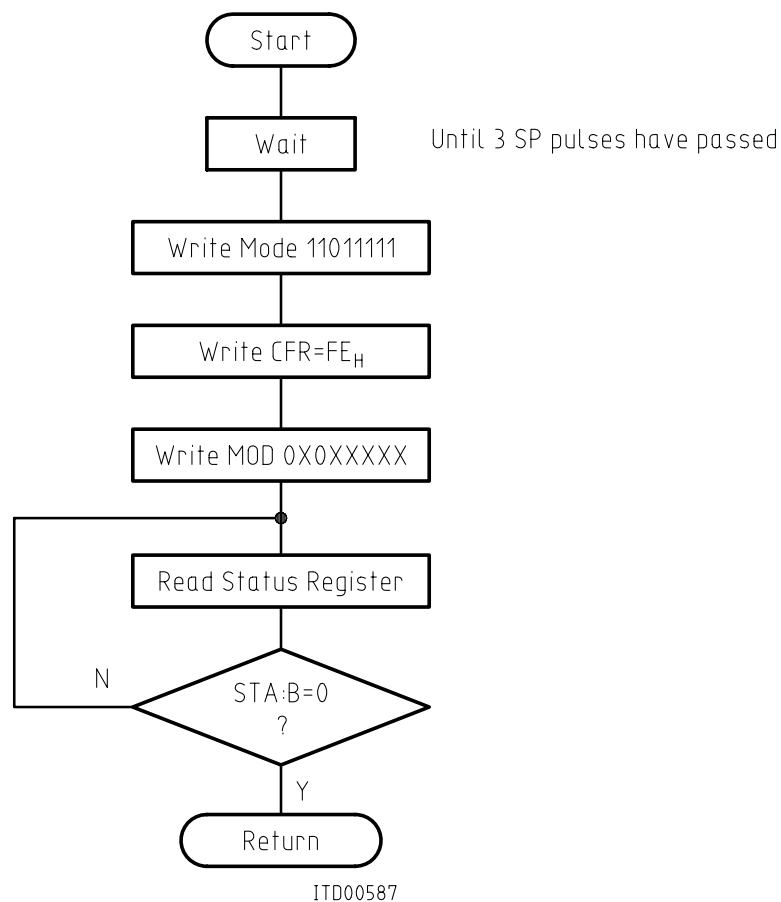 Start
Wait
Until 3 SP pulses have passed
Write Mode 11011111
Write CFR=FEH
Write MOD 0X0XXXXX
Read Status Register
N
STA:B=0
?
Y
Return
ITD00587